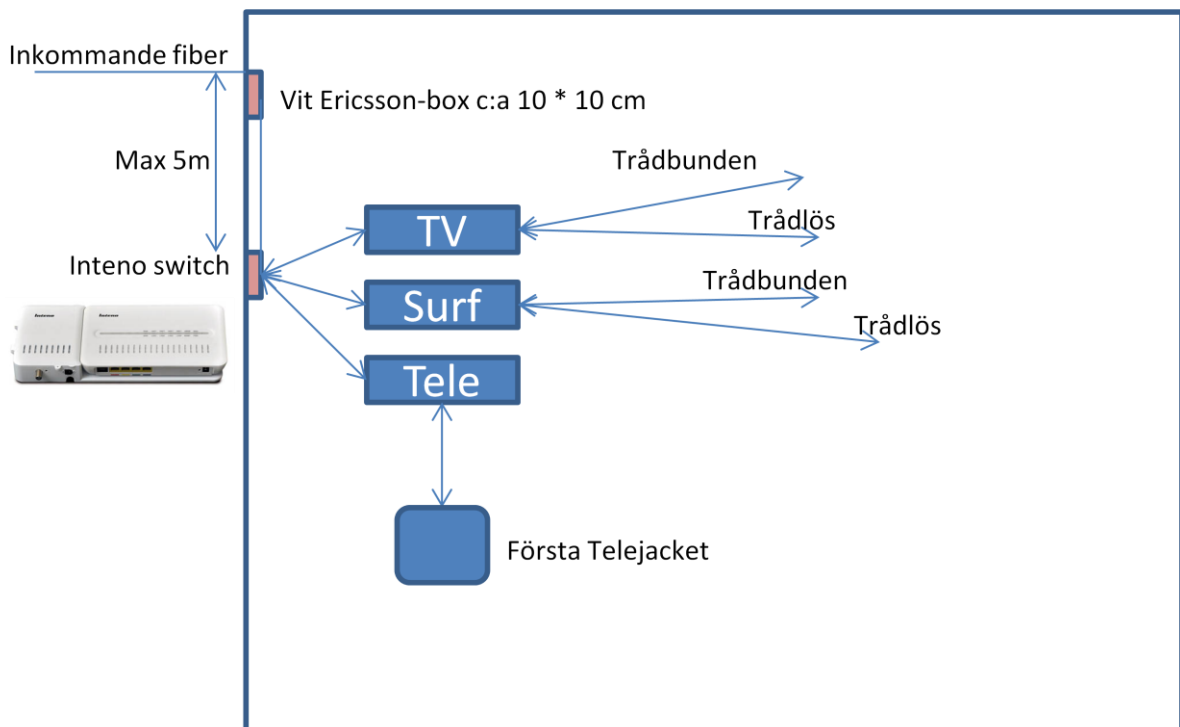 Inkommande fiber
Vit Ericsson-box c:a 10 * 10 cm
Max 5m
Trådbunden
TV
Trådlös
Inteno switch
Trådbunden
Surf
Trådlös
Tele
Första Telejacket